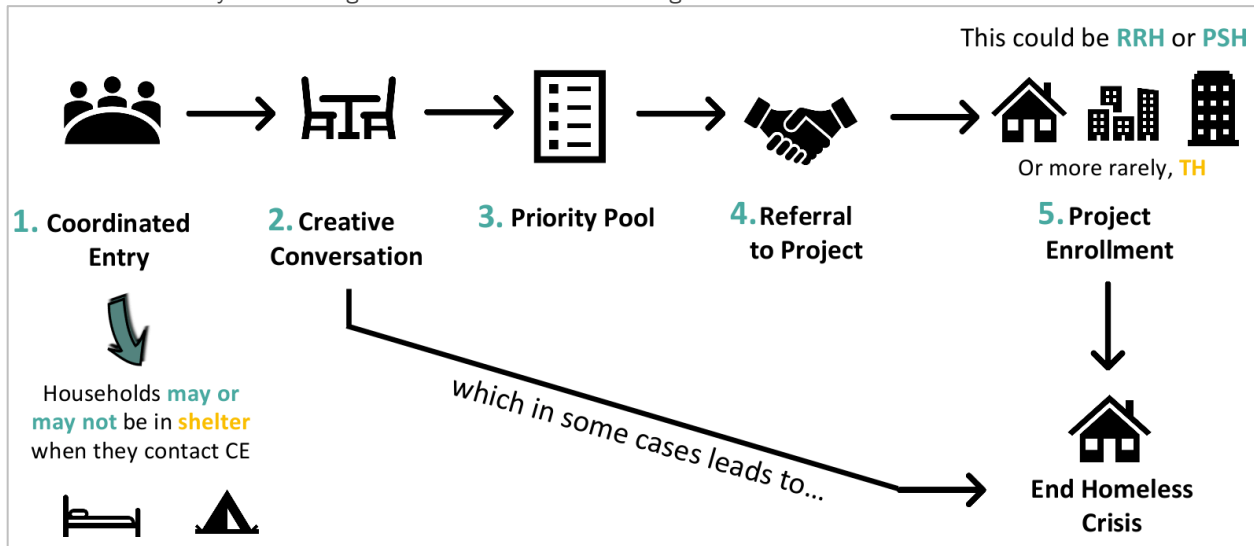 This could be RRH or PSH
Or more rarely, TH
1. Coordinated
Entry
2. Creative
Conversation
3. Priority Pool
4. Referral
to Project
5. Project
Enrollment
Households may or
may not be in shelter
when they contact CE
which in some cases leads to...
End Homeless
Crisis